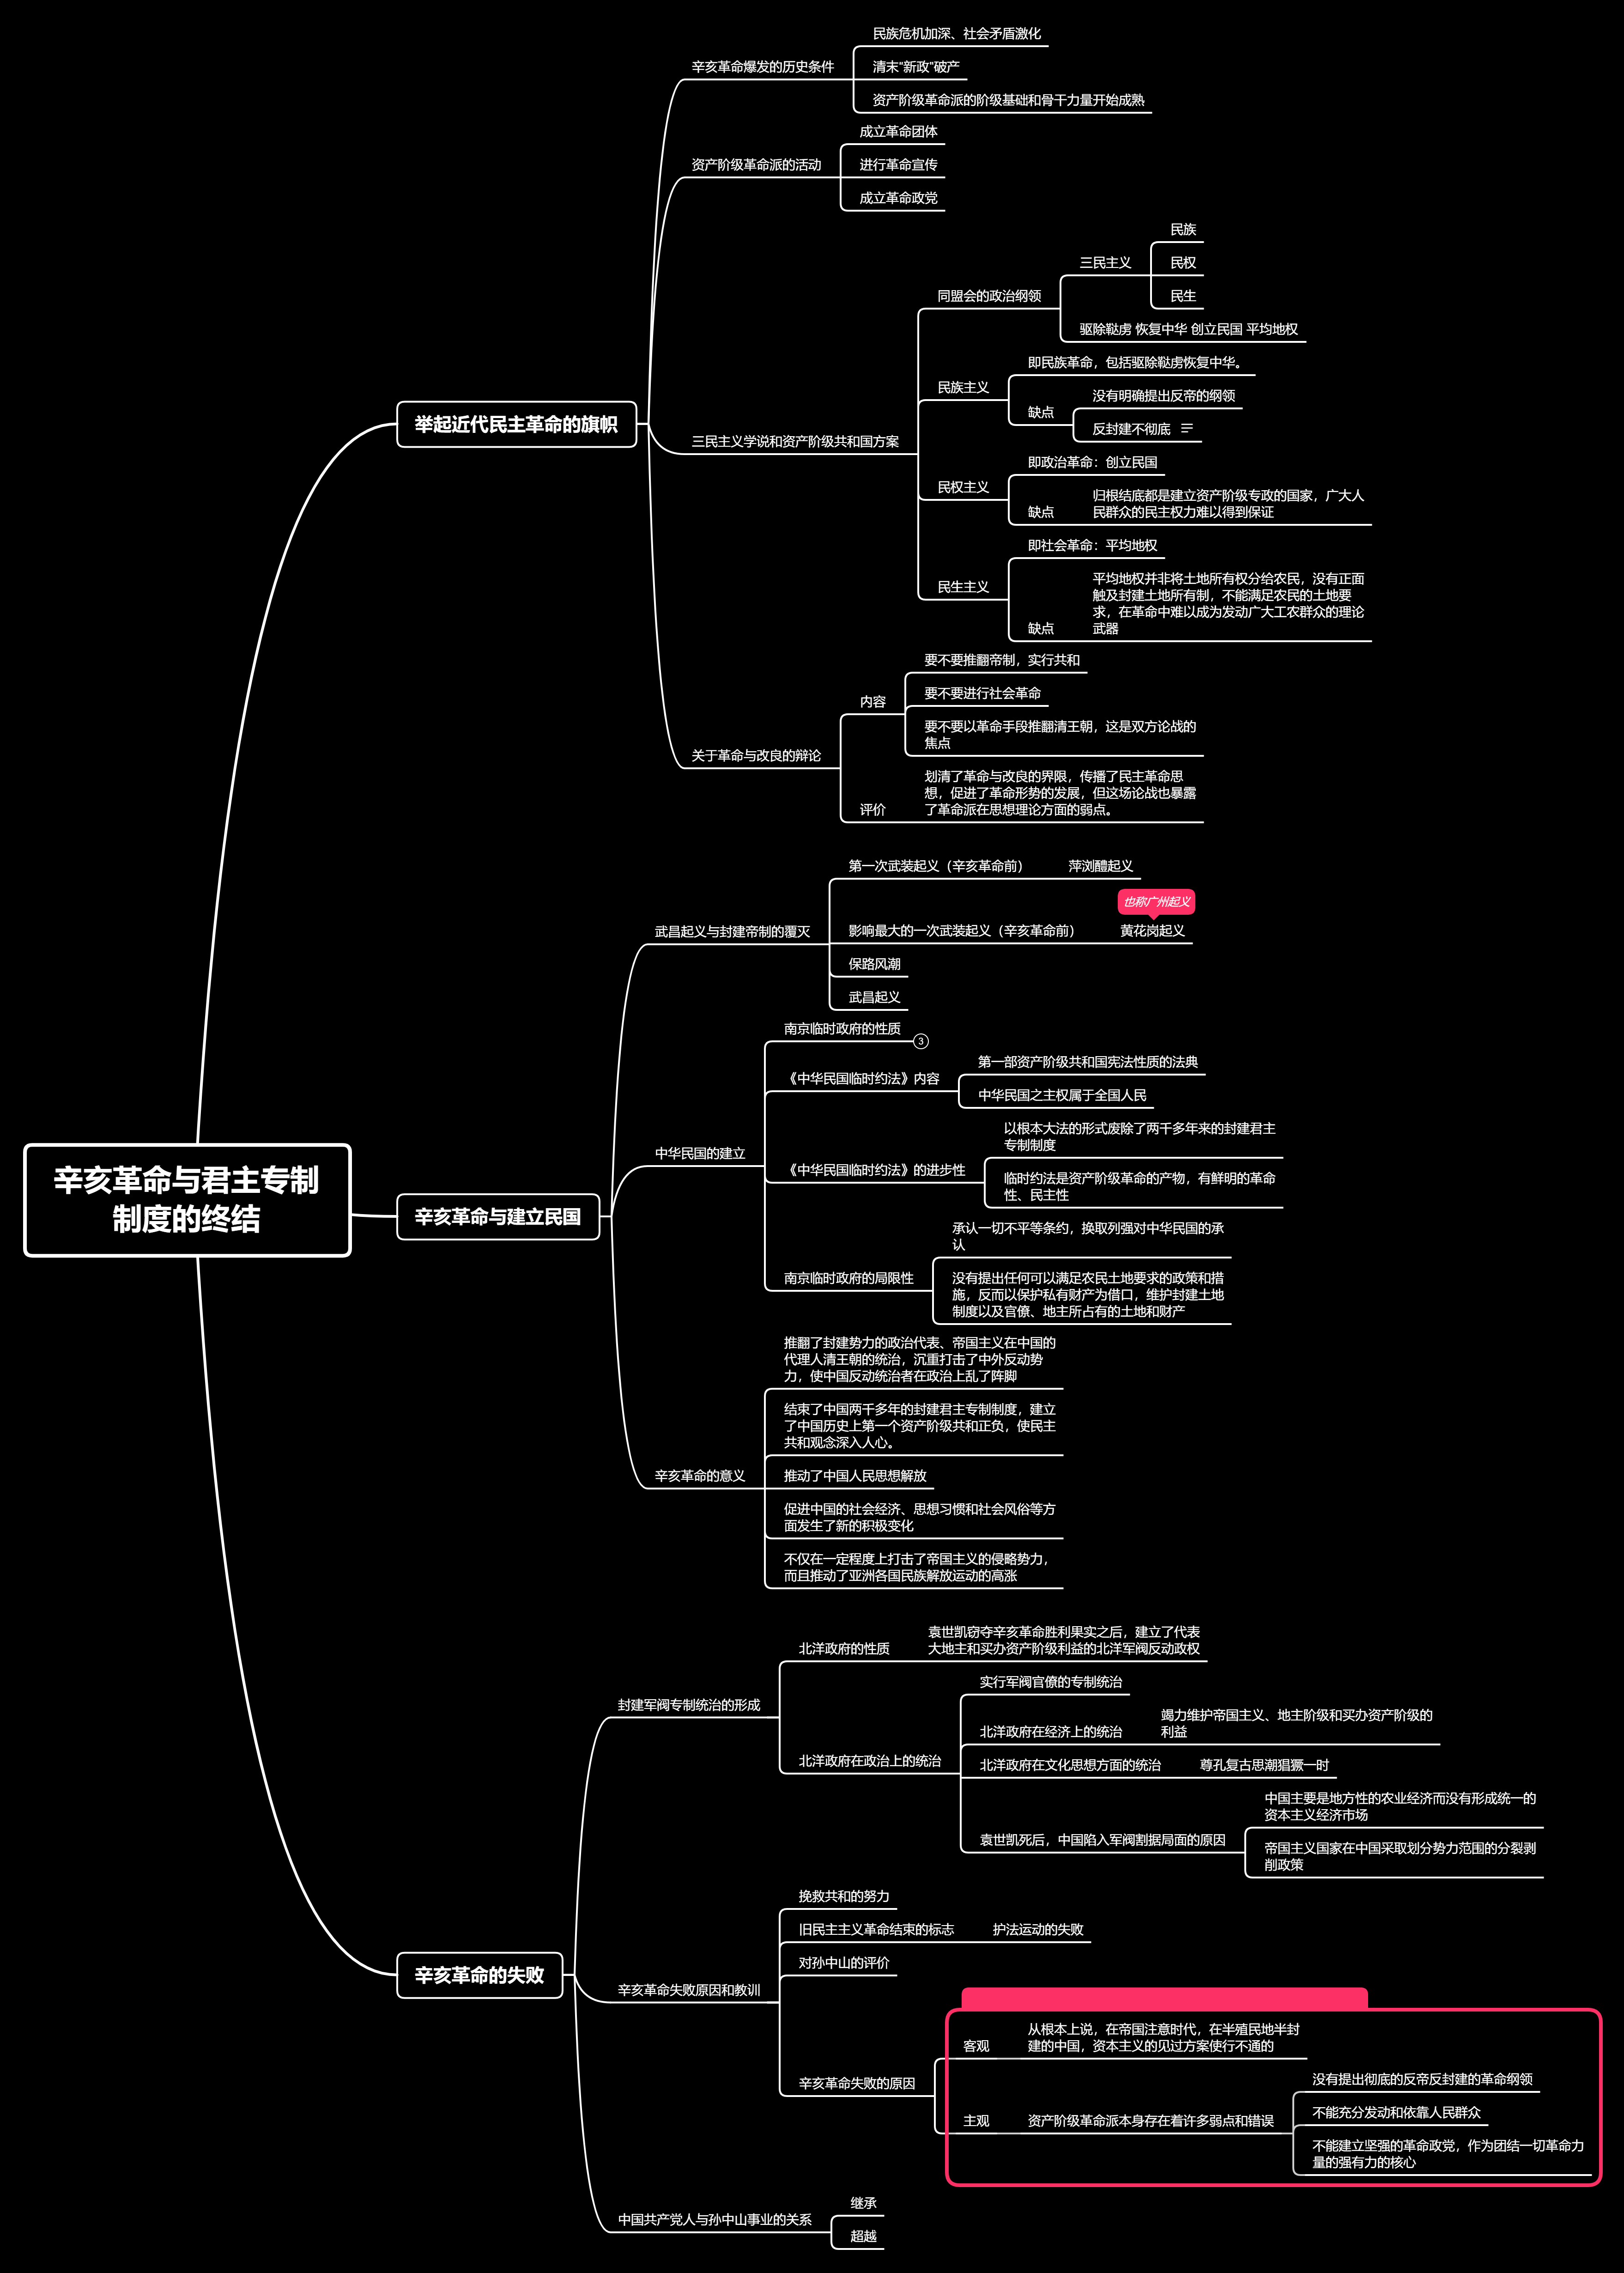 民族危机加深、社会矛盾激化
辛亥革命爆发的历史条件
清末"新政"破产
资产阶级革命派的阶级基础和骨干力量开始成熟
成立革命团体
资产阶级革命派的活动
进行革命宣传
成立革命政党
民族
三民主义
民权
民生
同盟会的政治纲领
驱除鞑虏 恢复中华 创立民国 平均地权
即民族革命，包括驱除鞑虏恢复中华。
民族主义
没有明确提出反帝的纲领
缺点
反封建不彻底
举起近代民主革命的旗帜
三民主义学说和资产阶级共和国方案
即政治革命：创立民国
民权主义
归根结底都是建立资产阶级专政的国家，广大人
民群众的民主权力难以得到保证
缺点
即社会革命：平均地权
民生主义
平均地权并非将土地所有权分给农民，没有正面
触及封建土地所有制，不能满足农民的土地要
求，在革命中难以成为发动广大工农群众的理论
武器
缺点
要不要推翻帝制，实行共和
内容
要不要进行社会革命
要不要以革命手段推翻清王朝，这是双方论战的
焦点
关于革命与改良的辩论
划清了革命与改良的界限，传播了民主革命思
想，促进了革命形势的发展，但这场论战也暴露
了革命派在思想理论方面的弱点。
评价
第一次武装起义（辛亥革命前）
萍浏醴起义
也称广州起义
武昌起义与封建帝制的覆灭
影响最大的一次武装起义（辛亥革命前）
黄花岗起义
保路风潮
武昌起义
南京临时政府的性质
3
第一部资产阶级共和国宪法性质的法典
《中华民国临时约法》内容
中华民国之主权属于全国人民
以根本大法的形式废除了两千多年来的封建君主
专制制度
中华民国的建立
《中华民国临时约法》的进步性
临时约法是资产阶级革命的产物，有鲜明的革命
性、民主性
辛亥革命与君主专制
制度的终结
辛亥革命与建立民国
承认一切不平等条约，换取列强对中华民国的承
认
南京临时政府的局限性
没有提出任何可以满足农民土地要求的政策和措
施，反而以保护私有财产为借口，维护封建土地
制度以及官僚、地主所占有的土地和财产
推翻了封建势力的政治代表、帝国主义在中国的
代理人清王朝的统治，沉重打击了中外反动势
力，使中国反动统治者在政治上乱了阵脚
结束了中国两千多年的封建君主专制制度，建立
了中国历史上第一个资产阶级共和正负，使民主
共和观念深入人心。
辛亥革命的意义
推动了中国人民思想解放
促进中国的社会经济、思想习惯和社会风俗等方
面发生了新的积极变化
不仅在一定程度上打击了帝国主义的侵略势力，
而且推动了亚洲各国民族解放运动的高涨
北洋政府的性质
袁世凯窃夺辛亥革命胜利果实之后，建立了代表
大地主和买办资产阶级利益的北洋军阀反动政权
封建军阀专制统治的形成
实行军阀官僚的专制统治
北洋政府在经济上的统治
竭力维护帝国主义、地主阶级和买办资产阶级的
利益
北洋政府在政治上的统治
北洋政府在文化思想方面的统治
尊孔复古思潮猖獗一时
中国主要是地方性的农业经济而没有形成统一的
资本主义经济市场
袁世凯死后，中国陷入军阀割据局面的原因
帝国主义国家在中国采取划分势力范围的分裂剥
削政策
挽救共和的努力
旧民主主义革命结束的标志
护法运动的失败
对孙中山的评价
辛亥革命的失败
辛亥革命失败原因和教训
客观
从根本上说，在帝国注意时代，在半殖民地半封
建的中国，资本主义的见过方案使行不通的
辛亥革命失败的原因
没有提出彻底的反帝反封建的革命纲领
主观
资产阶级革命派本身存在着许多弱点和错误
不能充分发动和依靠人民群众
不能建立坚强的革命政党，作为团结一切革命力
量的强有力的核心
继承
中国共产党人与孙中山事业的关系
超越